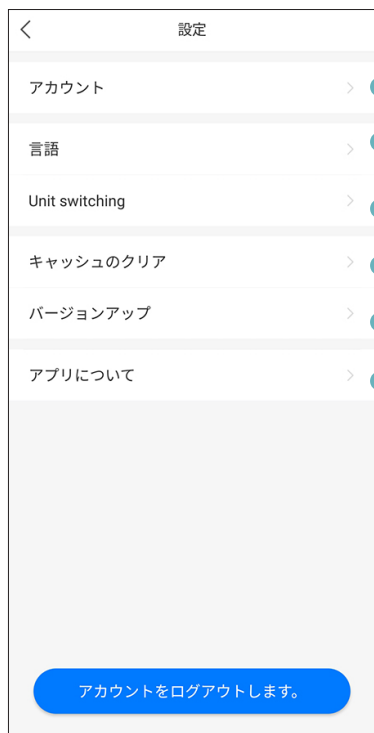 設定
アカウント
言語
Unit switching
キャッシュのクリア
バージョンアップ
アプリについて
アカウントをログアウトします。